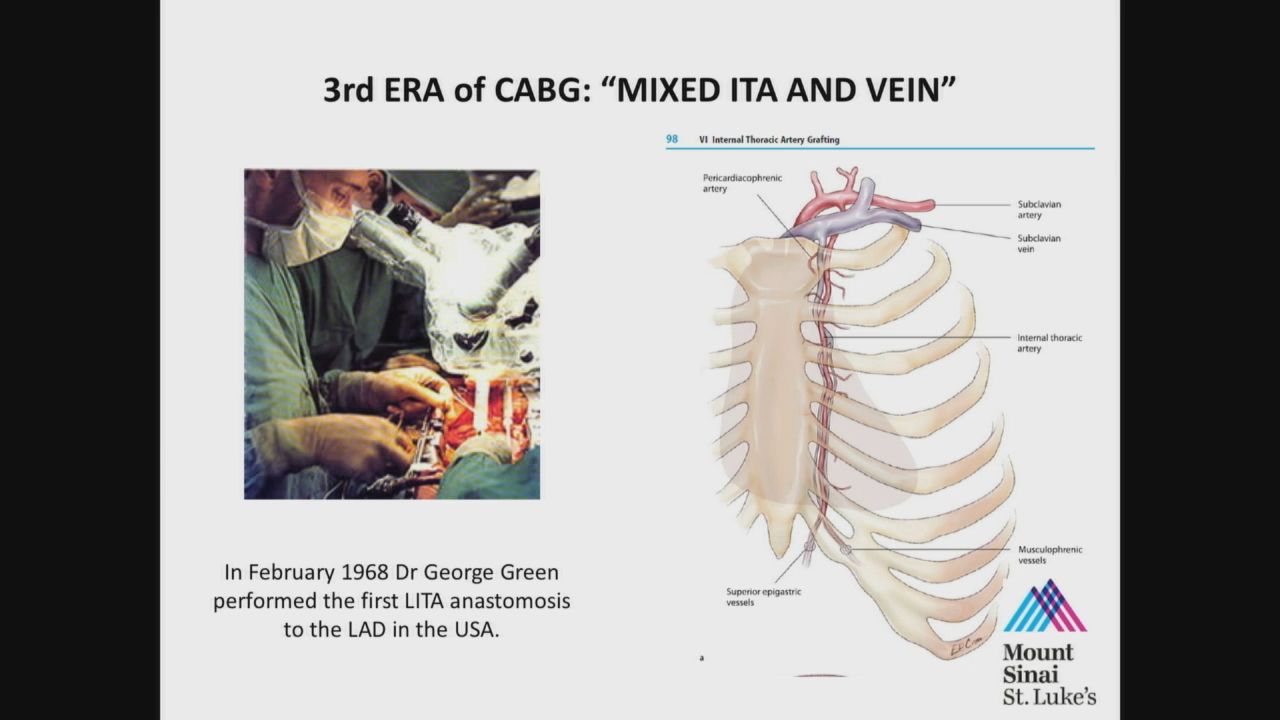 3rd ERA of CABG: “MIXED ITA AND VEIN”
98 VI Internal Thoracic Artery Grafting
Pericardiacophrenic
artery
Subclavian
artery
Subclavian
vein
Internal thoracic
artery
Musculophrenic
vessels
Superior epigastric
vessels
a
In February 1968 Dr George Green
performed the first LITA anastomosis
to the LAD in the USA.
Mount
Sinai
St. Luke’s